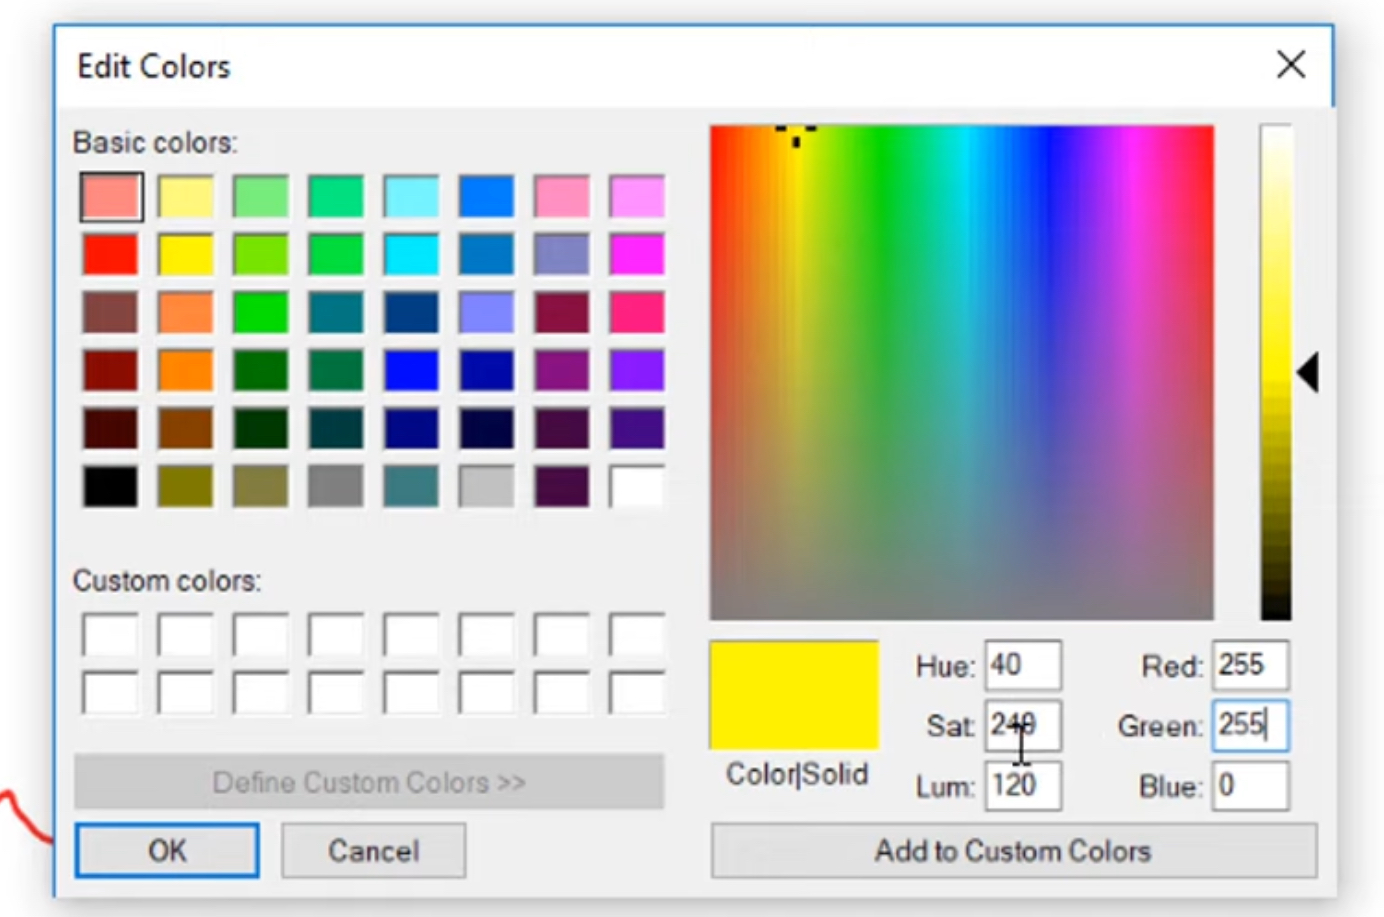 Edit Colors
Basic colors:
Custom colors:
Define Custom Colors >>
OK
Cancel
Color|Solid
Hue: 40
Sat: 240
Lum: 120
Red: 255
Green: 255
Blue: 0
Add to Custom Colors